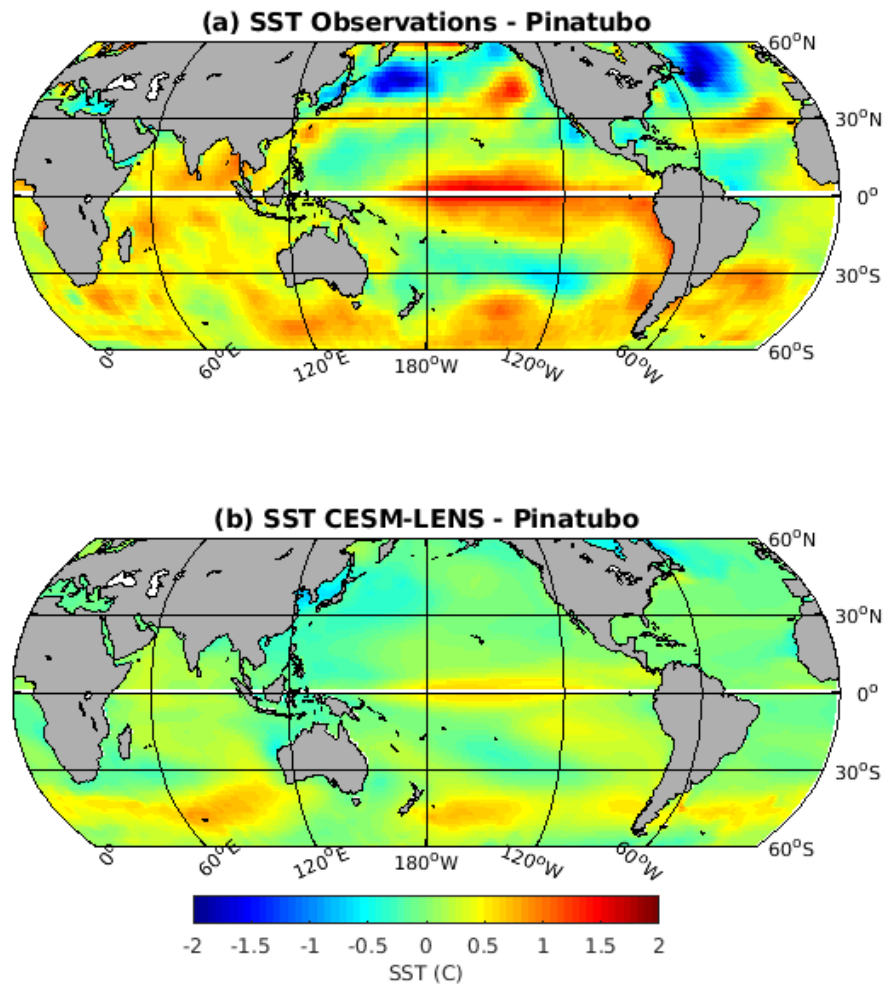 (a) SST Observations - Pinatubo
60°N
30°N
0°
30°S
60°S
0° 60°E 120°E 180°W 120°W 60°W
(b) SST CESM-LENS - Pinatubo
60°N
30°N
0°
30°S
60°S
0° 60°E 120°E 180°W 120°W 60°W
-2 -1.5 -1 -0.5 0 0.5 1 1.5 2
SST (C)